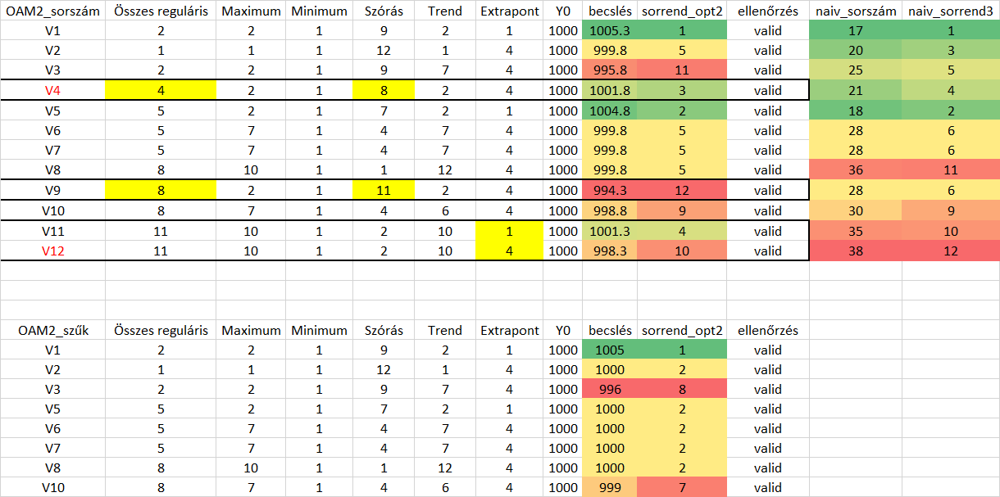 OAM2_sorszám Összes reguláris Maximum Minimum Szórás Trend Extrapont Y0 becslés sorrend_opt2 ellenőrzés naiv_sorszám naiv_sorrend3
V1 2 2 1 9 2 1 1000 1005.3 1 valid 17 1
V2 1 1 1 12 1 4 1000 999.8 5 valid 20 3
V3 2 2 1 9 7 4 1000 995.8 11 valid 25 5
V4 4 2 1 8 2 4 1000 1001.8 3 valid 21 4
V5 5 2 1 7 2 1 1000 1004.8 2 valid 18 2
V6 5 7 1 4 7 4 1000 999.8 5 valid 28 6
V7 5 7 1 4 7 4 1000 999.8 5 valid 28 6
V8 8 10 1 1 12 4 1000 999.8 5 valid 36 11
V9 8 2 1 11 2 4 1000 994.3 12 valid 28 6
V10 8 7 1 4 6 4 1000 998.8 9 valid 30 9
V11 11 10 1 2 10 1 1000 1001.3 4 valid 35 10
V12 11 10 1 2 10 4 1000 998.3 10 valid 38 12
OAM2_szűk Összes reguláris Maximum Minimum Szórás Trend Extrapont Y0 becslés sorrend_opt2 ellenőrzés
V1 2 2 1 9 2 1 1000 1005 1 valid
V2 1 1 1 12 1 4 1000 1000 2 valid
V3 2 2 1 9 7 4 1000 996 8 valid
V5 5 2 1 7 2 1 1000 1000 2 valid
V6 5 7 1 4 7 4 1000 1000 2 valid
V7 5 7 1 4 7 4 1000 1000 2 valid
V8 8 10 1 1 12 4 1000 1000 2 valid
V10 8 7 1 4 6 4 1000 999 7 valid